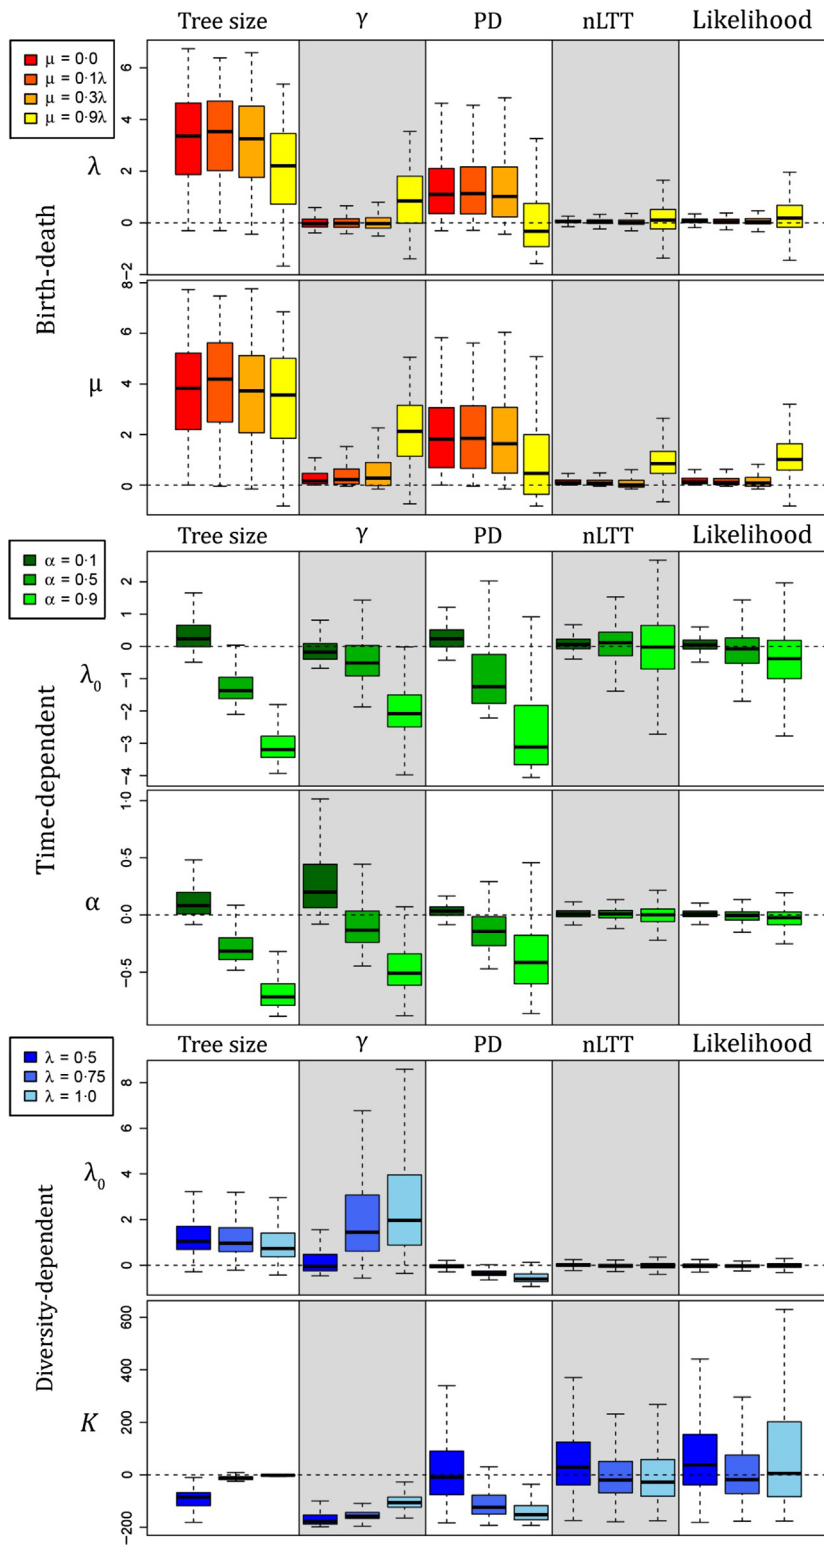 Tree size γ PD nLTT Likelihood
μ = 0·0
μ = 0·1λ
μ = 0·3λ
μ = 0·9λ
Birth-death
λ
6
4
2
0
−2
μ
8
6
4
2
0
Tree size γ PD nLTT Likelihood
α = 0·1
α = 0·5
α = 0·9
Time-dependent
λ0
2
1
0
−1
−2
−3
−4
α
1·0
0·5
0·0
−0·5
Tree size γ PD nLTT Likelihood
λ = 0·5
λ = 0·75
λ = 1·0
Diversity-dependent
λ0
8
6
4
2
0
K
600
400
200
0
−200